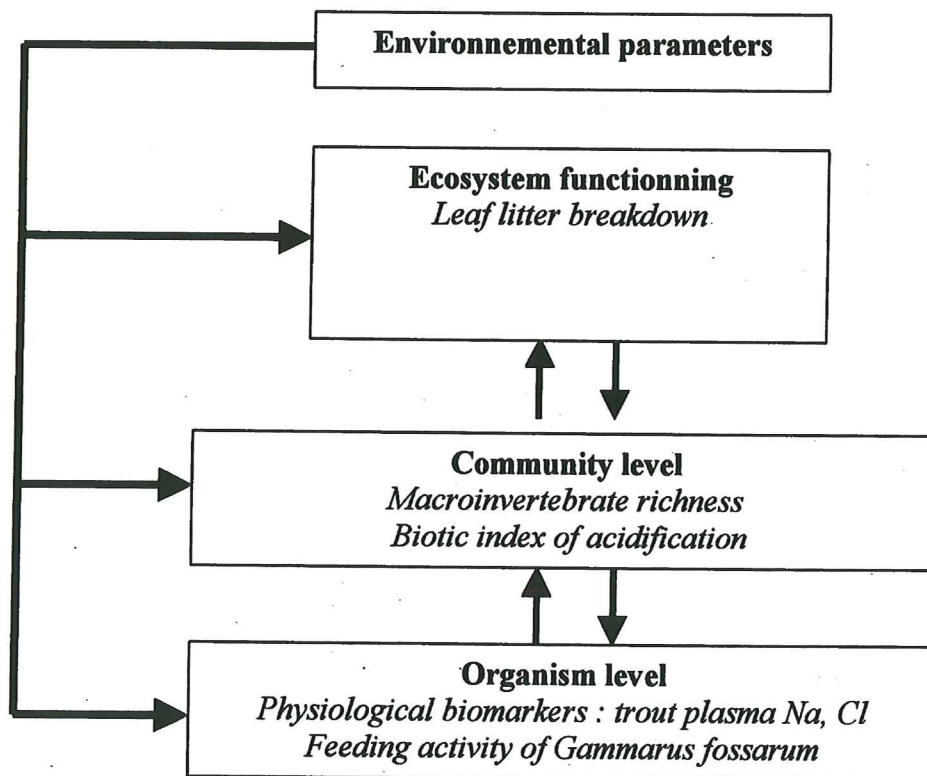 Environnemental parameters
Ecosystem functionning
Leaf litter breakdown
Community level
Macroinvertebrate richness
Biotic index of acidification
Organism level
Physiological biomarkers : trout plasma Na, Cl
Feeding activity of Gammarus fossarum